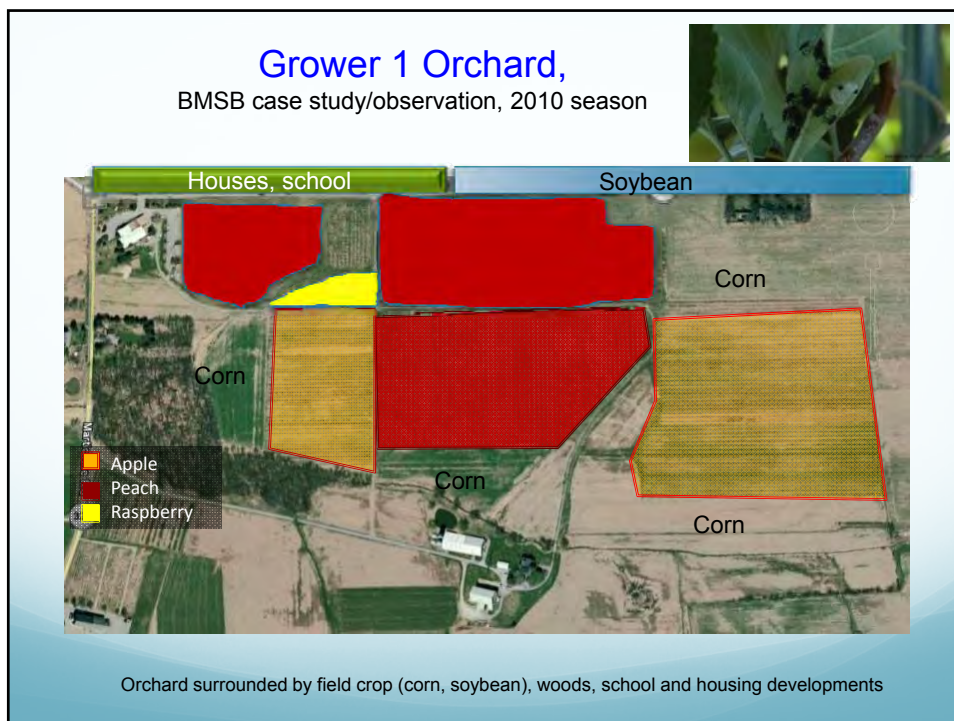 Grower 1 Orchard,
BMSB case study/observation, 2010 season
Houses, school
Soybean
Corn
Corn
Corn
Corn
Apple
Peach
Raspberry
Orchard surrounded by field crop (corn, soybean), woods, school and housing developments